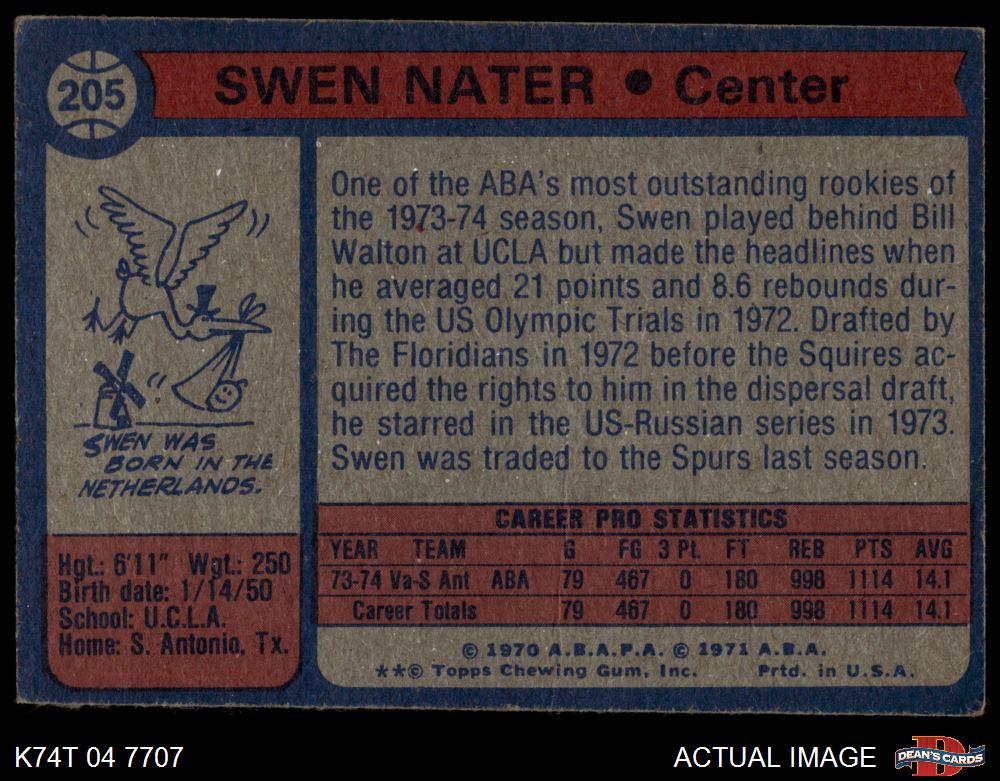 205
SWEN NATER • Center
One of the ABA's most outstanding rookies of
the 1973-74 season, Swen played behind Bill
Walton at UCLA but made the headlines when
he averaged 21 points and 8.6 rebounds dur-
ing the US Olympic Trials in 1972. Drafted by
The Floridians in 1972 before the Squires ac-
quired the rights to him in the dispersal draft,
he starred in the US-Russian series in 1973.
Swen was traded to the Spurs last season.
SWEN WAS
BORN IN THE
NETHERLANDS.
Hgt.: 6'11" Wgt.: 250
Birth date: 1/14/50
School: U.C.L.A.
Home: S. Antonio, Tx.
CAREER PRO STATISTICS
YEAR TEAM G FG 3 Pt. FT REB PTS AVG
73-74 Va-S Ant ABA 79 467 0 180 998 1114 14.1
Career Totals 79 467 0 180 998 1114 14.1
© 1970 A.B.A.P.A. © 1971 A.B.A.
**© Topps Chewing Gum, Inc. Prtd. in U.S.A.
K74T 04 7707
ACTUAL IMAGE
D
DEAN'S CARDS